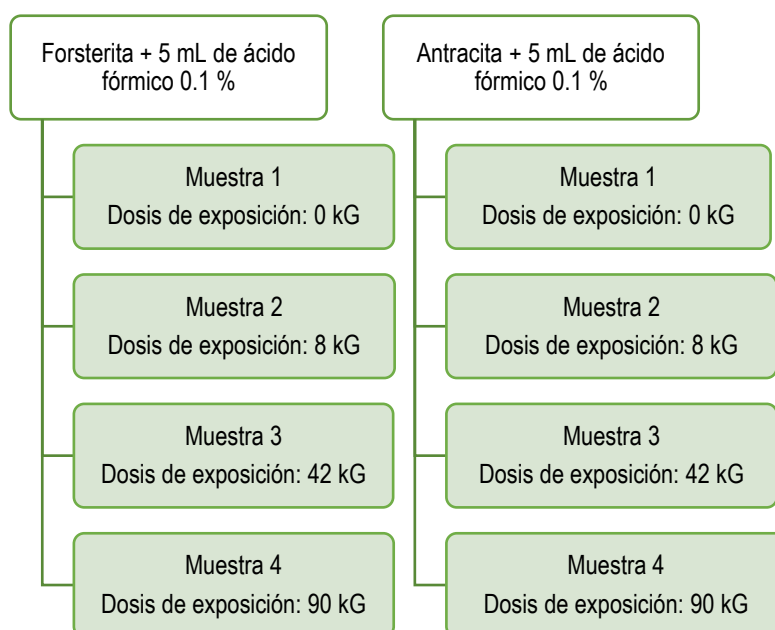 Forsterita + 5 mL de ácido
fórmico 0.1 %
Muestra 1
Dosis de exposición: 0 kG
Muestra 2
Dosis de exposición: 8 kG
Muestra 3
Dosis de exposición: 42 kG
Muestra 4
Dosis de exposición: 90 kG
Antracita + 5 mL de ácido
fórmico 0.1 %
Muestra 1
Dosis de exposición: 0 kG
Muestra 2
Dosis de exposición: 8 kG
Muestra 3
Dosis de exposición: 42 kG
Muestra 4
Dosis de exposición: 90 kG